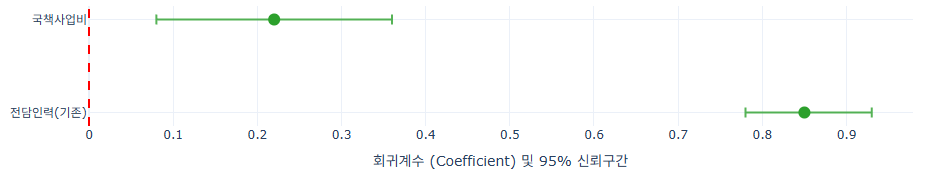 국책사업비
전담인력(기존)
0 0.1 0.2 0.3 0.4 0.5 0.6 0.7 0.8 0.9
회귀계수 (Coefficient) 및 95% 신뢰구간